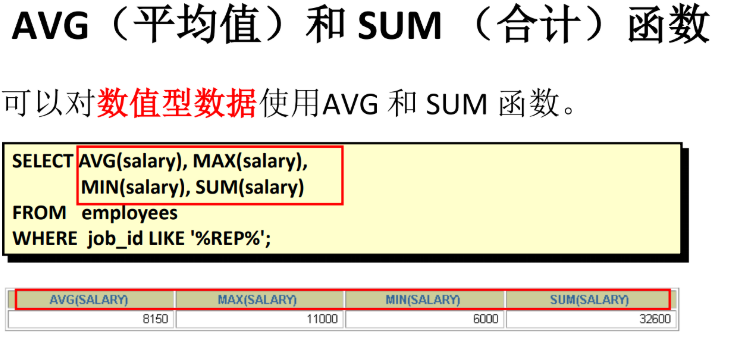 AVG（平均值）和 SUM （合计）函数
可以对数值型数据使用AVG 和 SUM 函数。
SELECT AVG(salary), MAX(salary),
MIN(salary), SUM(salary)
FROM employees
WHERE job_id LIKE '%REP%';
AVG(SALARY) MAX(SALARY) MIN(SALARY) SUM(SALARY)
8150 11000 6000 32600